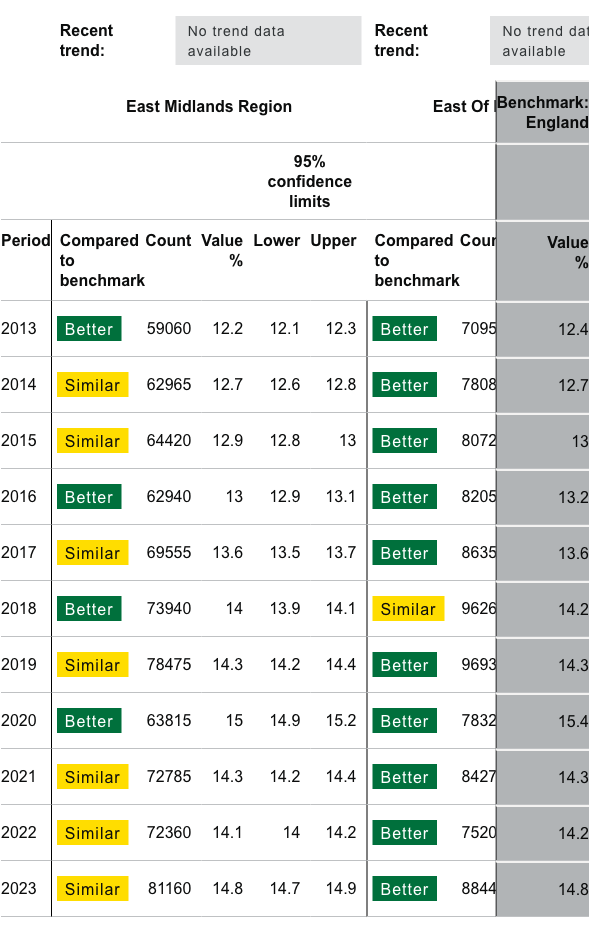 Recent trend: No trend data available Recent trend: No trend available
East Midlands Region East Of Benchmark: England
95% confidence limits
Period Compared to benchmark Count Value % Lower Upper Compared to benchmark Value %
2013 Better 59060 12.2 12.1 12.3 Better 7095 12.4
2014 Similar 62965 12.7 12.6 12.8 Better 7808 12.7
2015 Similar 64420 12.9 12.8 13 Better 8072 13
2016 Better 62940 13 12.9 13.1 Better 8205 13.2
2017 Similar 69555 13.6 13.5 13.7 Better 8635 13.6
2018 Better 73940 14 13.9 14.1 Similar 9626 14.2
2019 Similar 78475 14.3 14.2 14.4 Better 9693 14.3
2020 Better 63815 15 14.9 15.2 Better 7832 15.4
2021 Similar 72785 14.3 14.2 14.4 Better 8427 14.3
2022 Similar 72360 14.1 14 14.2 Better 7520 14.2
2023 Similar 81160 14.8 14.7 14.9 Better 8844 14.8